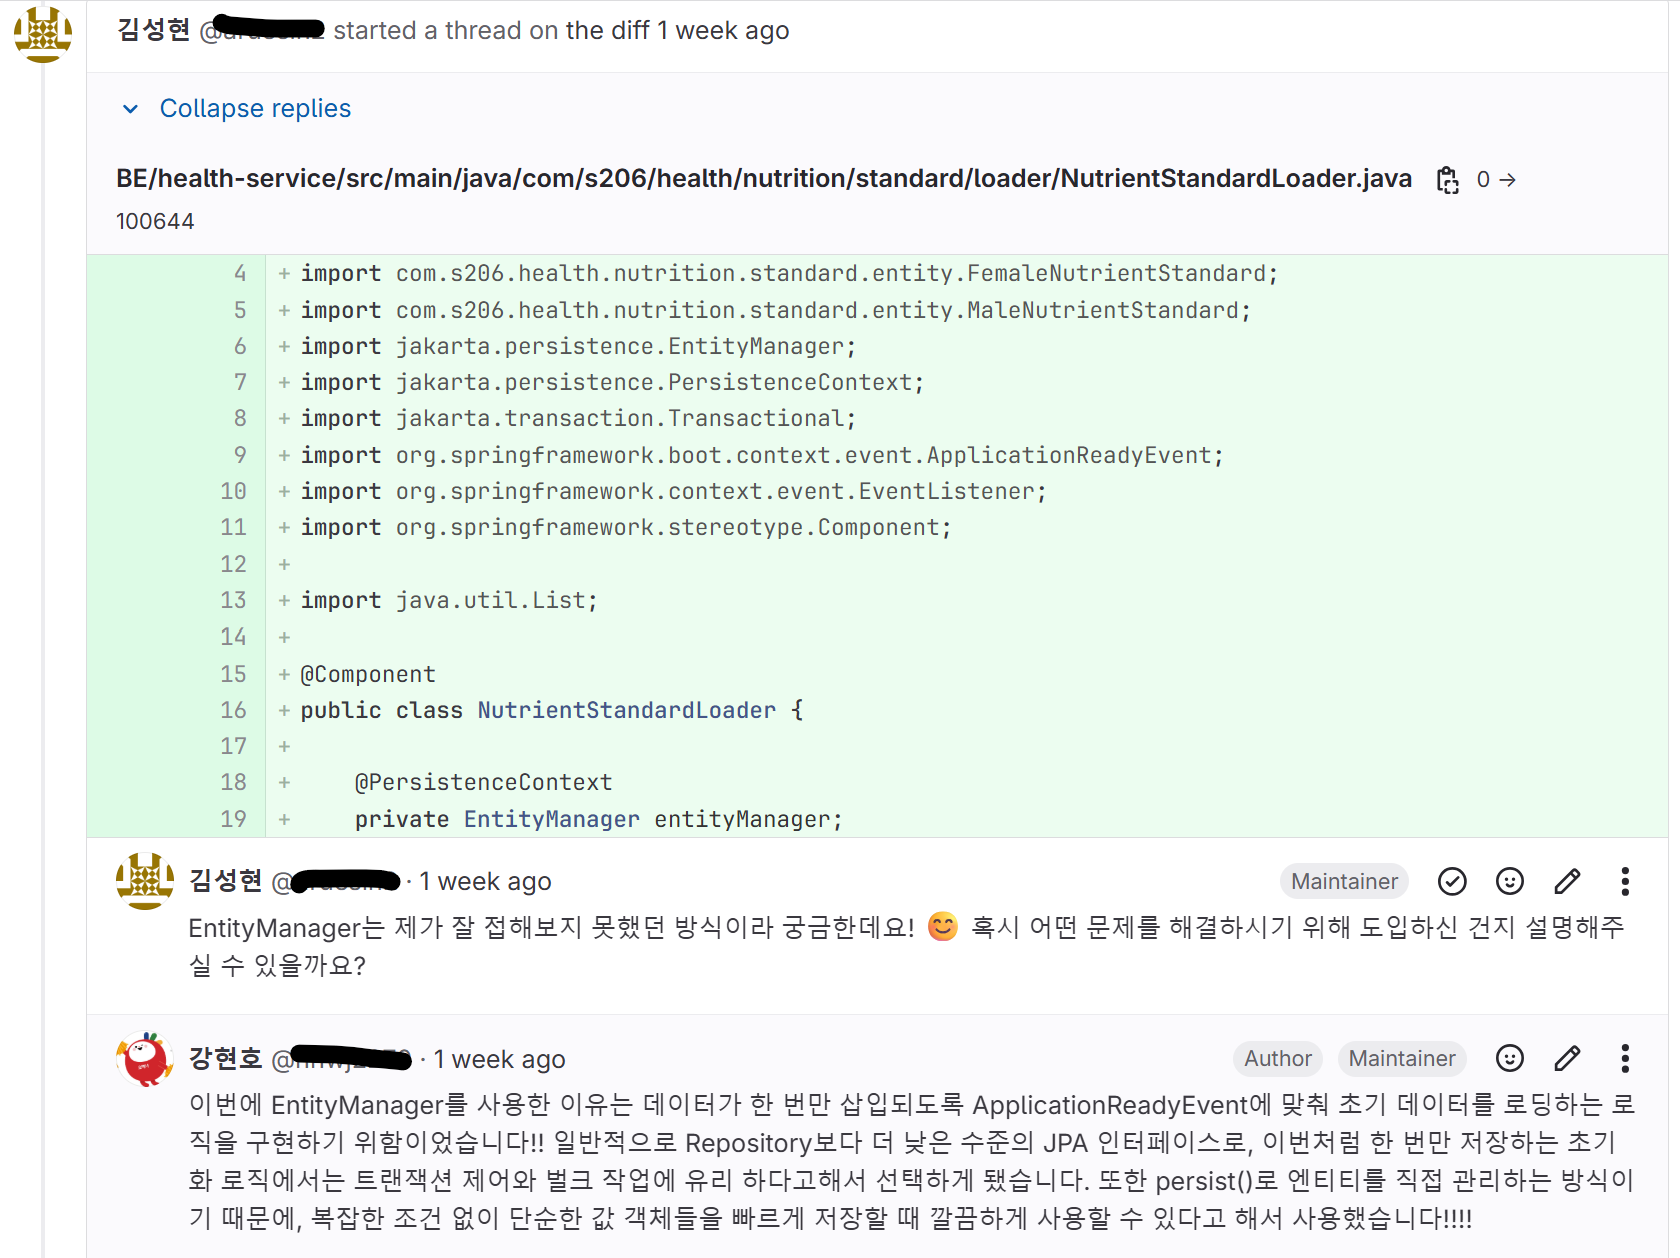 김성현 @ started a thread on the diff 1 week ago
Collapse replies
BE/health-service/src/main/java/com/s206/health/nutrition/standard/loader/NutrientStandardLoader.java 0 →
100644
4 + import com.s206.health.nutrition.standard.entity.FemaleNutrientStandard;
5 + import com.s206.health.nutrition.standard.entity.MaleNutrientStandard;
6 + import jakarta.persistence.EntityManager;
7 + import jakarta.persistence.PersistenceContext;
8 + import jakarta.transaction.Transactional;
9 + import org.springframework.boot.context.event.ApplicationReadyEvent;
10 + import org.springframework.context.event.EventListener;
11 + import org.springframework.stereotype.Component;
12 +
13 + import java.util.List;
14 +
15 + @Component
16 + public class NutrientStandardLoader {
17 +
18 + @PersistenceContext
19 + private EntityManager entityManager;
김성현 @ · 1 week ago Maintainer
EntityManager는 제가 잘 접해보지 못했던 방식이라 궁금한데요! 😊 혹시 어떤 문제를 해결하시기 위해 도입하신 건지 설명해주
실 수 있을까요?
강현호 @ · 1 week ago Author Maintainer
이번에 EntityManager를 사용한 이유는 데이터가 한 번만 삽입되도록 ApplicationReadyEvent에 맞춰 초기 데이터를 로딩하는 로
직을 구현하기 위함이었습니다!! 일반적으로 Repository보다 더 낮은 수준의 JPA 인터페이스로, 이번처럼 한 번만 저장하는 초기
화 로직에서는 트랜잭션 제어와 벌크 작업에 유리 하다고해서 선택하게 됐습니다. 또한 persist()로 엔티티를 직접 관리하는 방식이
기 때문에, 복잡한 조건 없이 단순한 값 객체들을 빠르게 저장할 때 깔끔하게 사용할 수 있다고 해서 사용했습니다!!!!